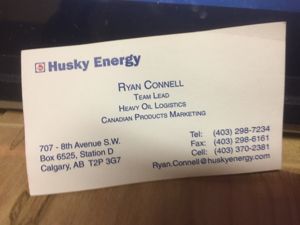 Husky Energy
RYAN CONNELL
TEAM LEAD
HEAVY OIL LOGISTICS
CANADIAN PRODUCTS MARKETING
707 - 8th Avenue S.W.
Box 6525, Station D
Calgary, AB T2P 3G7
Tel: (403) 298-7234
Fax: (403) 298-6161
Cell: (403) 370-2381
Ryan.Connell@huskyenergy.com